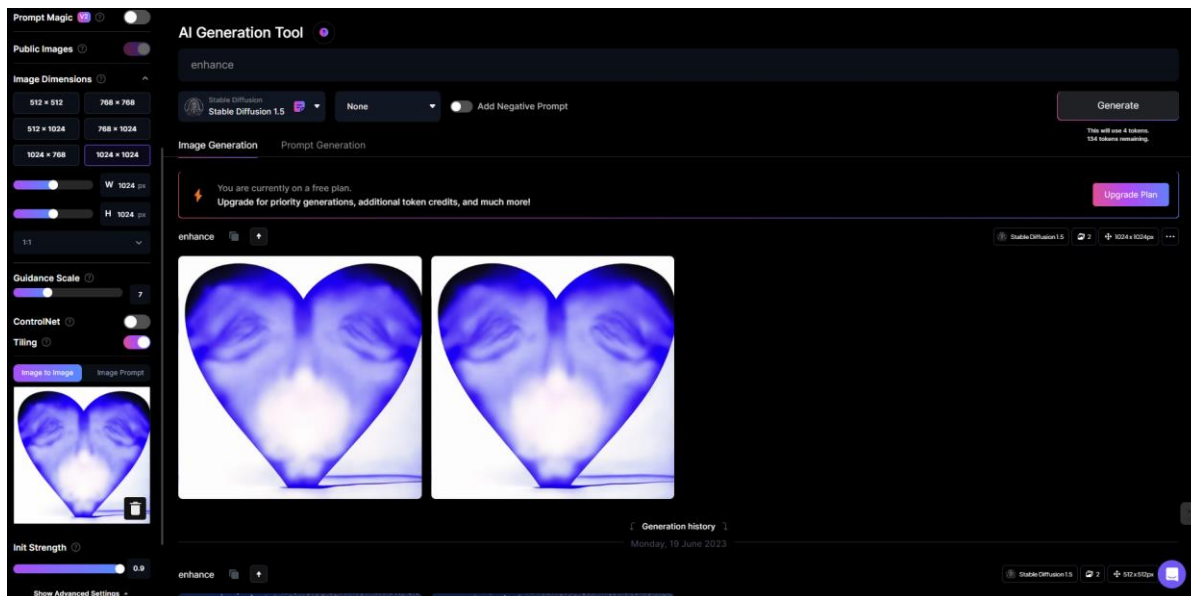 Prompt Magic V2
Public Images
Image Dimensions
512 × 512
768 × 768
512 × 1024
768 × 1024
1024 × 768
1024 × 1024
W 1024 px
H 1024 px
1:1
Guidance Scale
7
ControlNet
Tiling
Image to Image
Image Prompt
Init Strength
0.9
Show Advanced Settings
AI Generation Tool
enhance
Stable Diffusion
Stable Diffusion 1.5
None
Add Negative Prompt
Generate
This will use 4 tokens.
134 tokens remaining.
Image Generation
Prompt Generation
You are currently on a free plan.
Upgrade for priority generations, additional token credits, and much more!
Upgrade Plan
enhance
Stable Diffusion 1.5
2
1024 x 1024px
Generation history
Monday, 19 June 2023
enhance
Stable Diffusion 1.5
2
512 x 512px